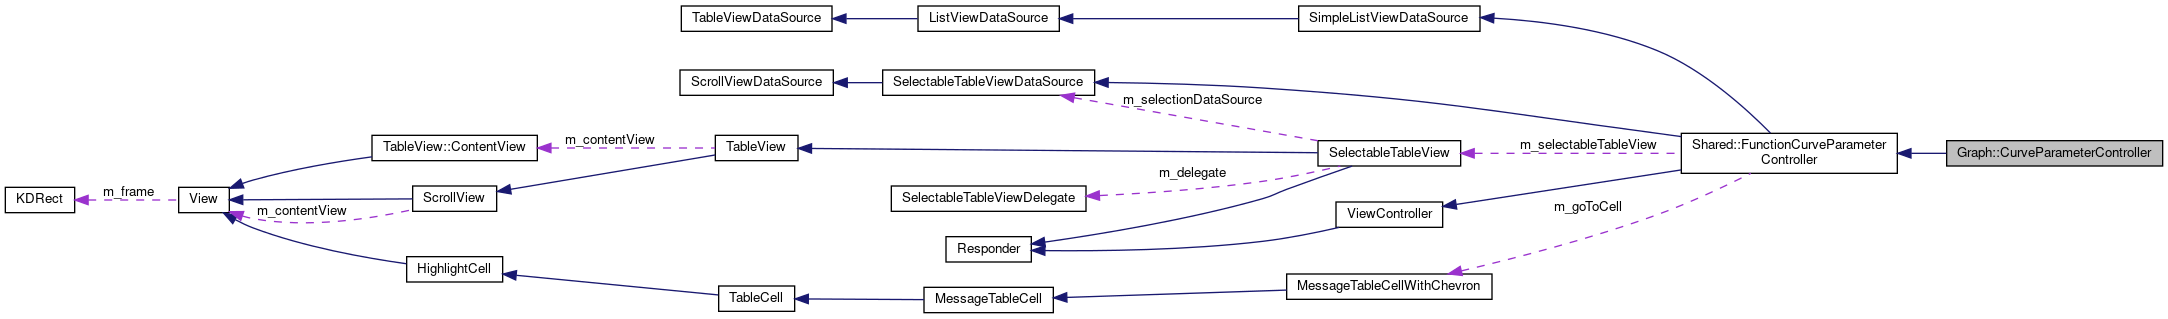 TableViewDataSource
ListViewDataSource
SimpleListViewDataSource
ScrollViewDataSource
SelectableTableViewDataSource
m_selectionDataSource
TableView::ContentView
m_contentView
TableView
SelectableTableView
m_selectableTableView
Shared::FunctionCurveParameter
Controller
Graph::CurveParameterController
m_delegate
KDRect
m_frame
View
m_contentView
ScrollView
SelectableTableViewDelegate
ViewController
m_goToCell
Responder
HighlightCell
TableCell
MessageTableCell
MessageTableCellWithChevron